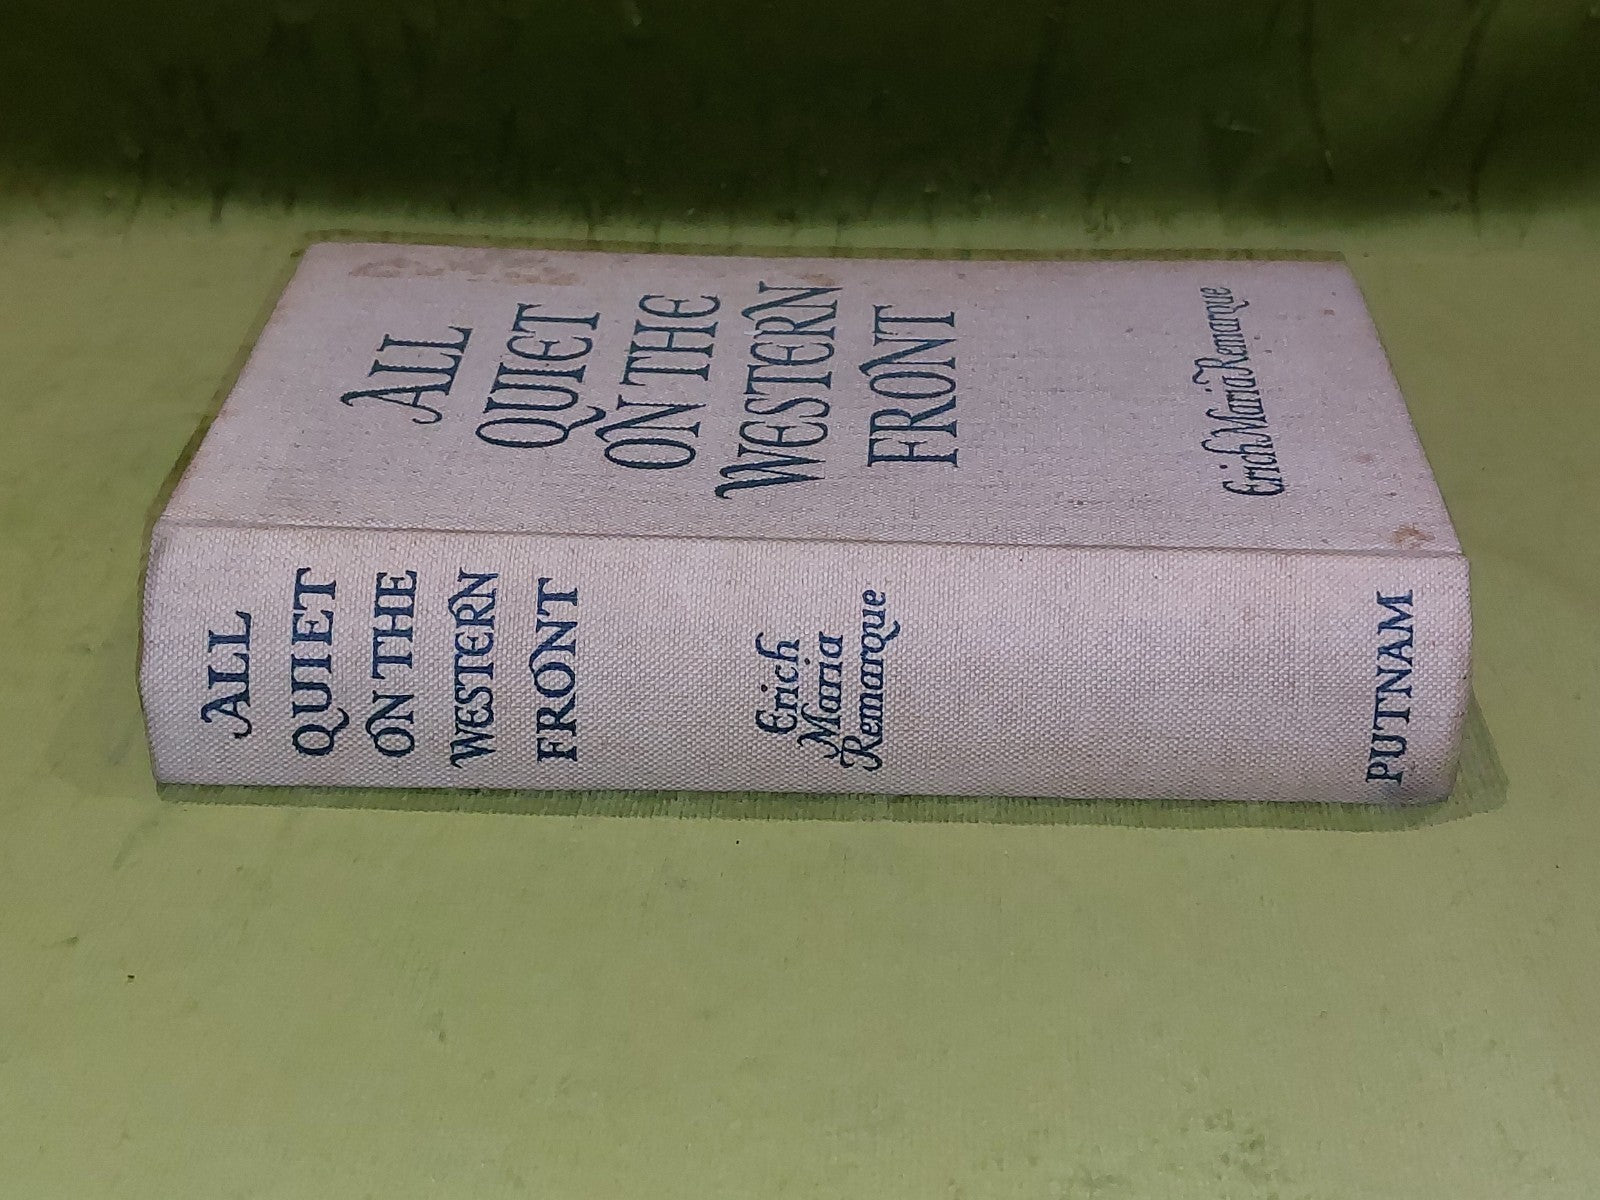 ALL
QUIET
ON THE
WESTERN
FRONT
Erich Maria Remarque
ALL
QUIET
ON THE
WESTERN
FRONT
Erich
Maria
Remarque
PUTNAM